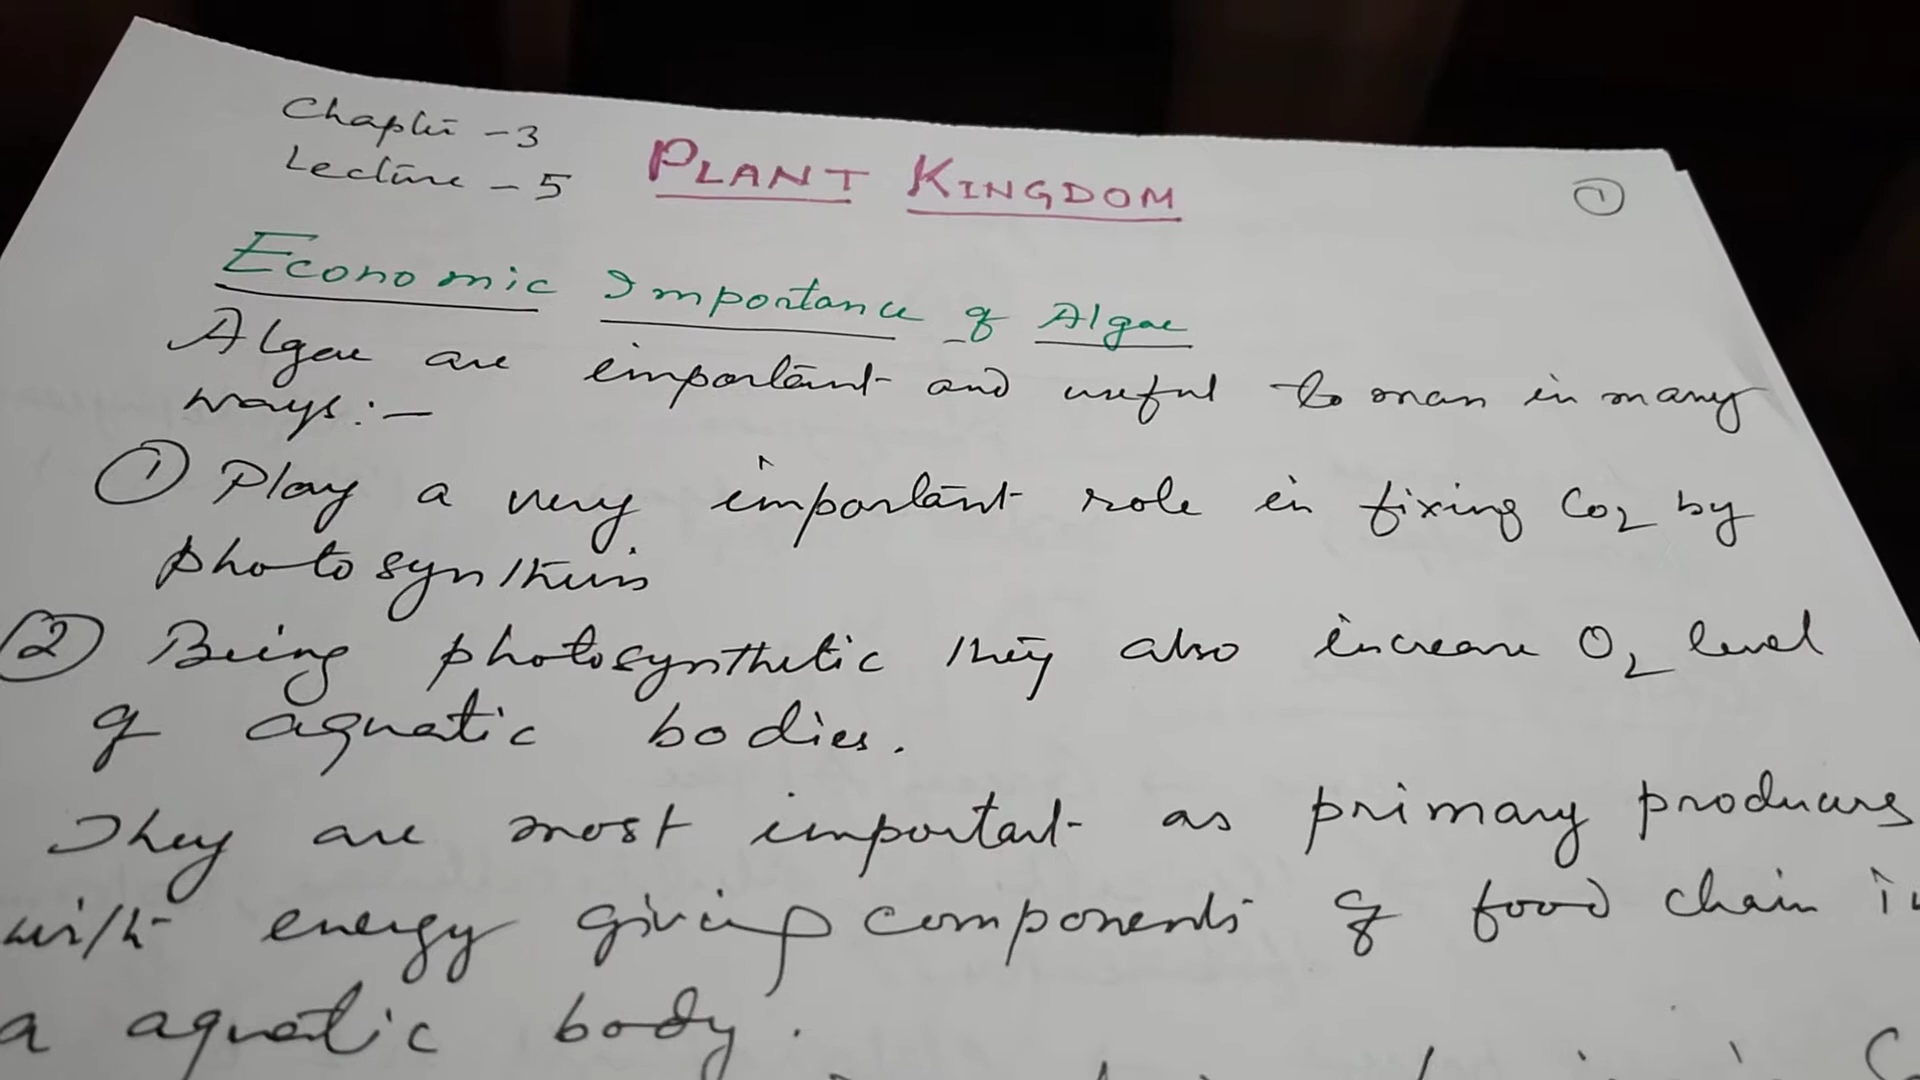 Chapter - 3
Lecture - 5
PLANT KINGDOM
1
Economic Importance of Algae
Algae are important and useful to man in many
ways:-
① Play a very important role in fixing CO2 by
photosynthesis
② Being photosynthetic they also increase O2 level
of aquatic bodies.
They are most important as primary producers
with energy giving components of food chain in
a aquatic body.